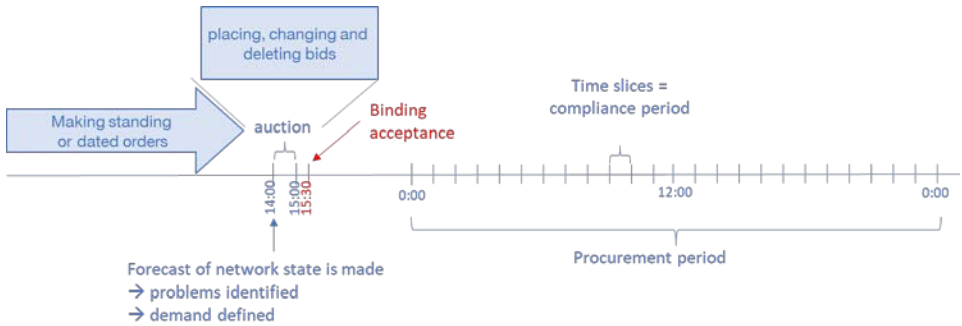 placing, changing and
deleting bids
Making standing
or dated orders
auction
Binding
acceptance
Time slices =
compliance period
14:00
15:00
15:30
0:00
12:00
0:00
Forecast of network state is made
→ problems identified
→ demand defined
Procurement period